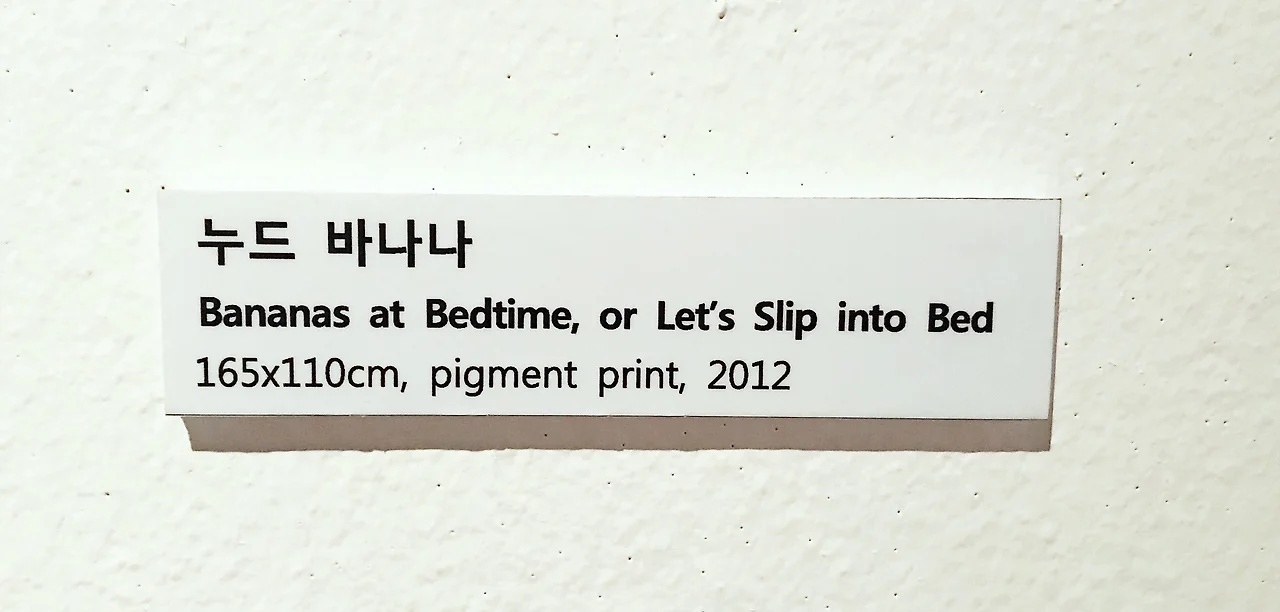 누드 바나나
Bananas at Bedtime, or Let's Slip into Bed
165x110cm, pigment print, 2012